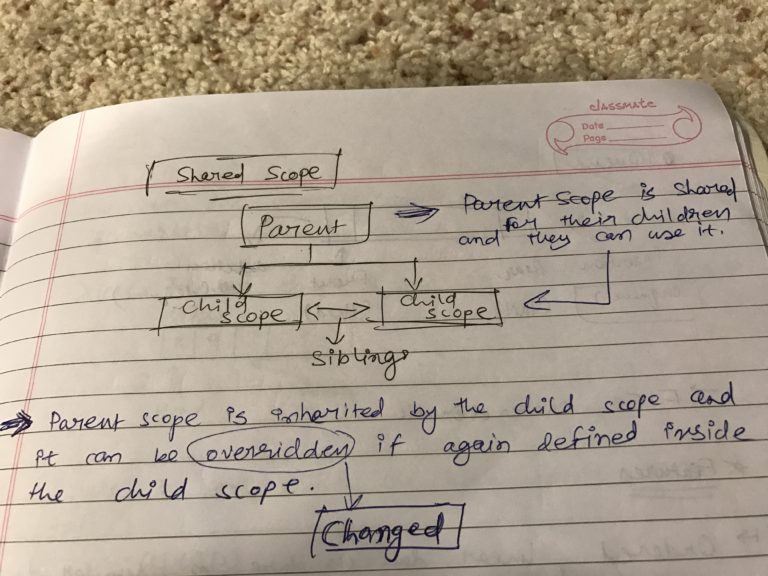 classmate
Date
Page
Shared Scope
Parent
Parent Scope is shared
for their children
and they can use it.
Child
scope
Child
scope
Siblings
Parent scope is inherited by the child scope and
it can be overridden if again defined inside
the child scope.
Changed